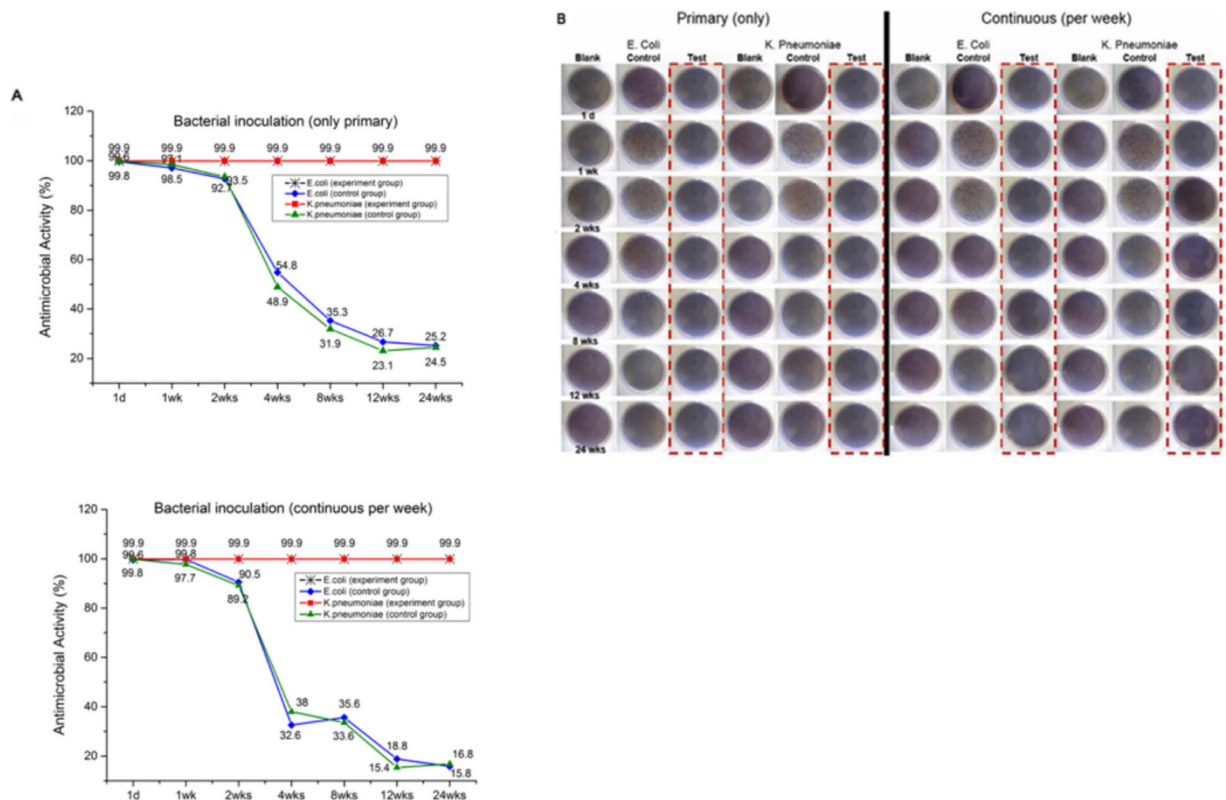 A
Bacterial inoculation (only primary)
Antimicrobial Activity (%)
120
100
80
60
40
20
99.9 99.9 99.9 99.9 99.9 99.9 99.9
99.6 97.1
99.8 98.5 92.7 93.5
54.8
48.9
35.3
31.9
26.7
23.1
25.2
24.5
E.coli (experiment group)
E.coli (control group)
K.pneumoniae (experiment group)
K.pneumoniae (control group)
1d 1wk 2wks 4wks 8wks 12wks 24wks
Bacterial inoculation (continuous per week)
Antimicrobial Activity (%)
120
100
80
60
40
20
99.9 99.9 99.9 99.9 99.9 99.9 99.9
99.6 99.8
99.8 97.7
90.5
89.2
38
32.6
35.6
33.6
18.8
15.4
16.8
15.8
E.coli (experiment group)
E.coli (control group)
K.pneumoniae (experiment group)
K.pneumoniae (control group)
1d 1wk 2wks 4wks 8wks 12wks 24wks
B
Primary (only) Continuous (per week)
E. Coli K. Pneumoniae E. Coli K. Pneumoniae
Blank Control Test Blank Control Test Blank Control Test Blank Control Test
1 d
1 wk
2 wks
4 wks
8 wks
12 wks
24 wks